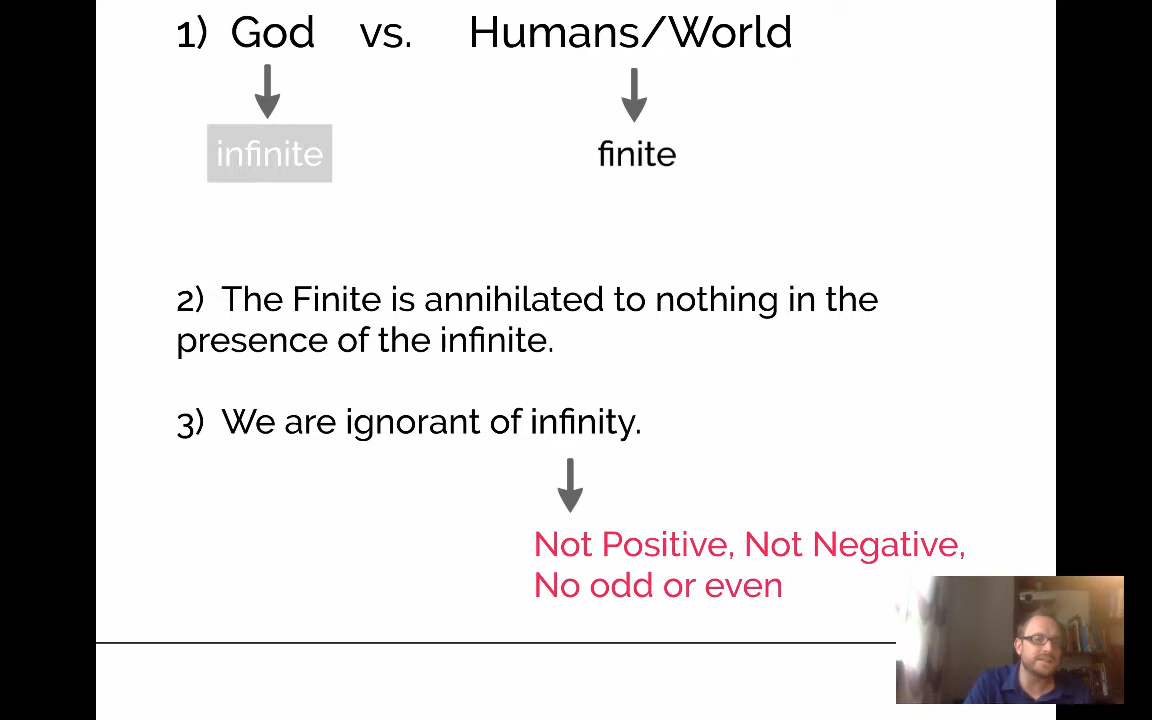 1) God vs. Humans/World
infinite finite
2) The Finite is annihilated to nothing in the
presence of the infinite.
3) We are ignorant of infinity.
Not Positive, Not Negative,
No odd or even